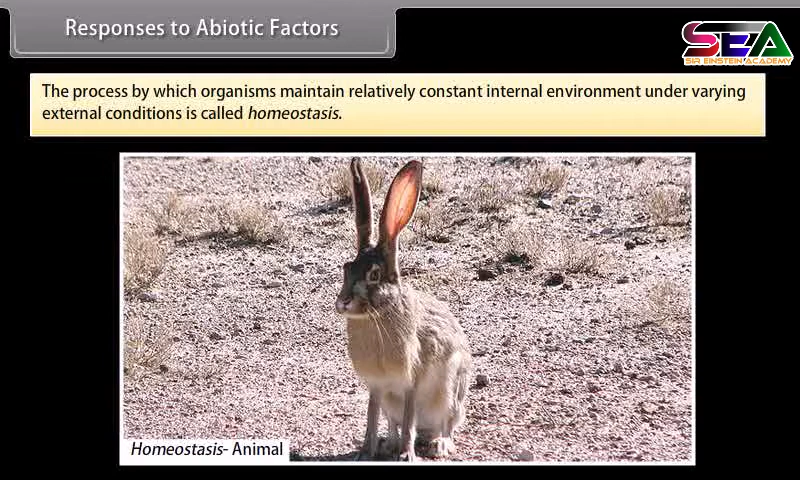 Responses to Abiotic Factors
SEA
SIR EINSTEIN ACADEMY
The process by which organisms maintain relatively constant internal environment under varying
external conditions is called homeostasis.
Homeostasis- Animal